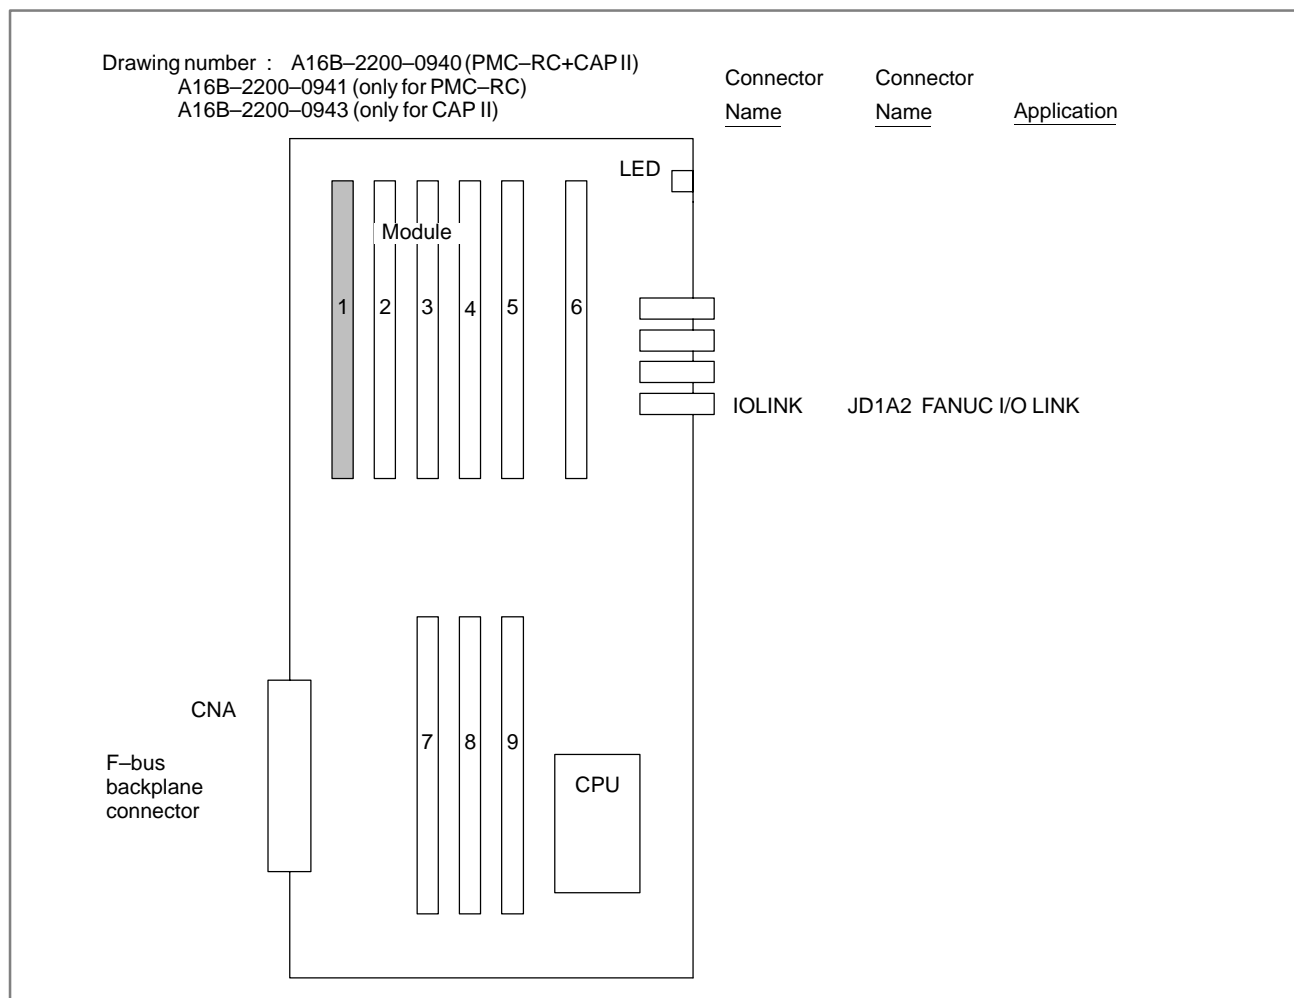 Drawing number : A16B–2200–0940 (PMC–RC+CAP II)
A16B–2200–0941 (only for PMC–RC)
A16B–2200–0943 (only for CAP II)
Connector Connector
Name Name Application
LED
Module
1 2 3 4 5 6
IOLINK JD1A2 FANUC I/O LINK
CNA
F–bus
backplane
connector
7 8 9
CPU